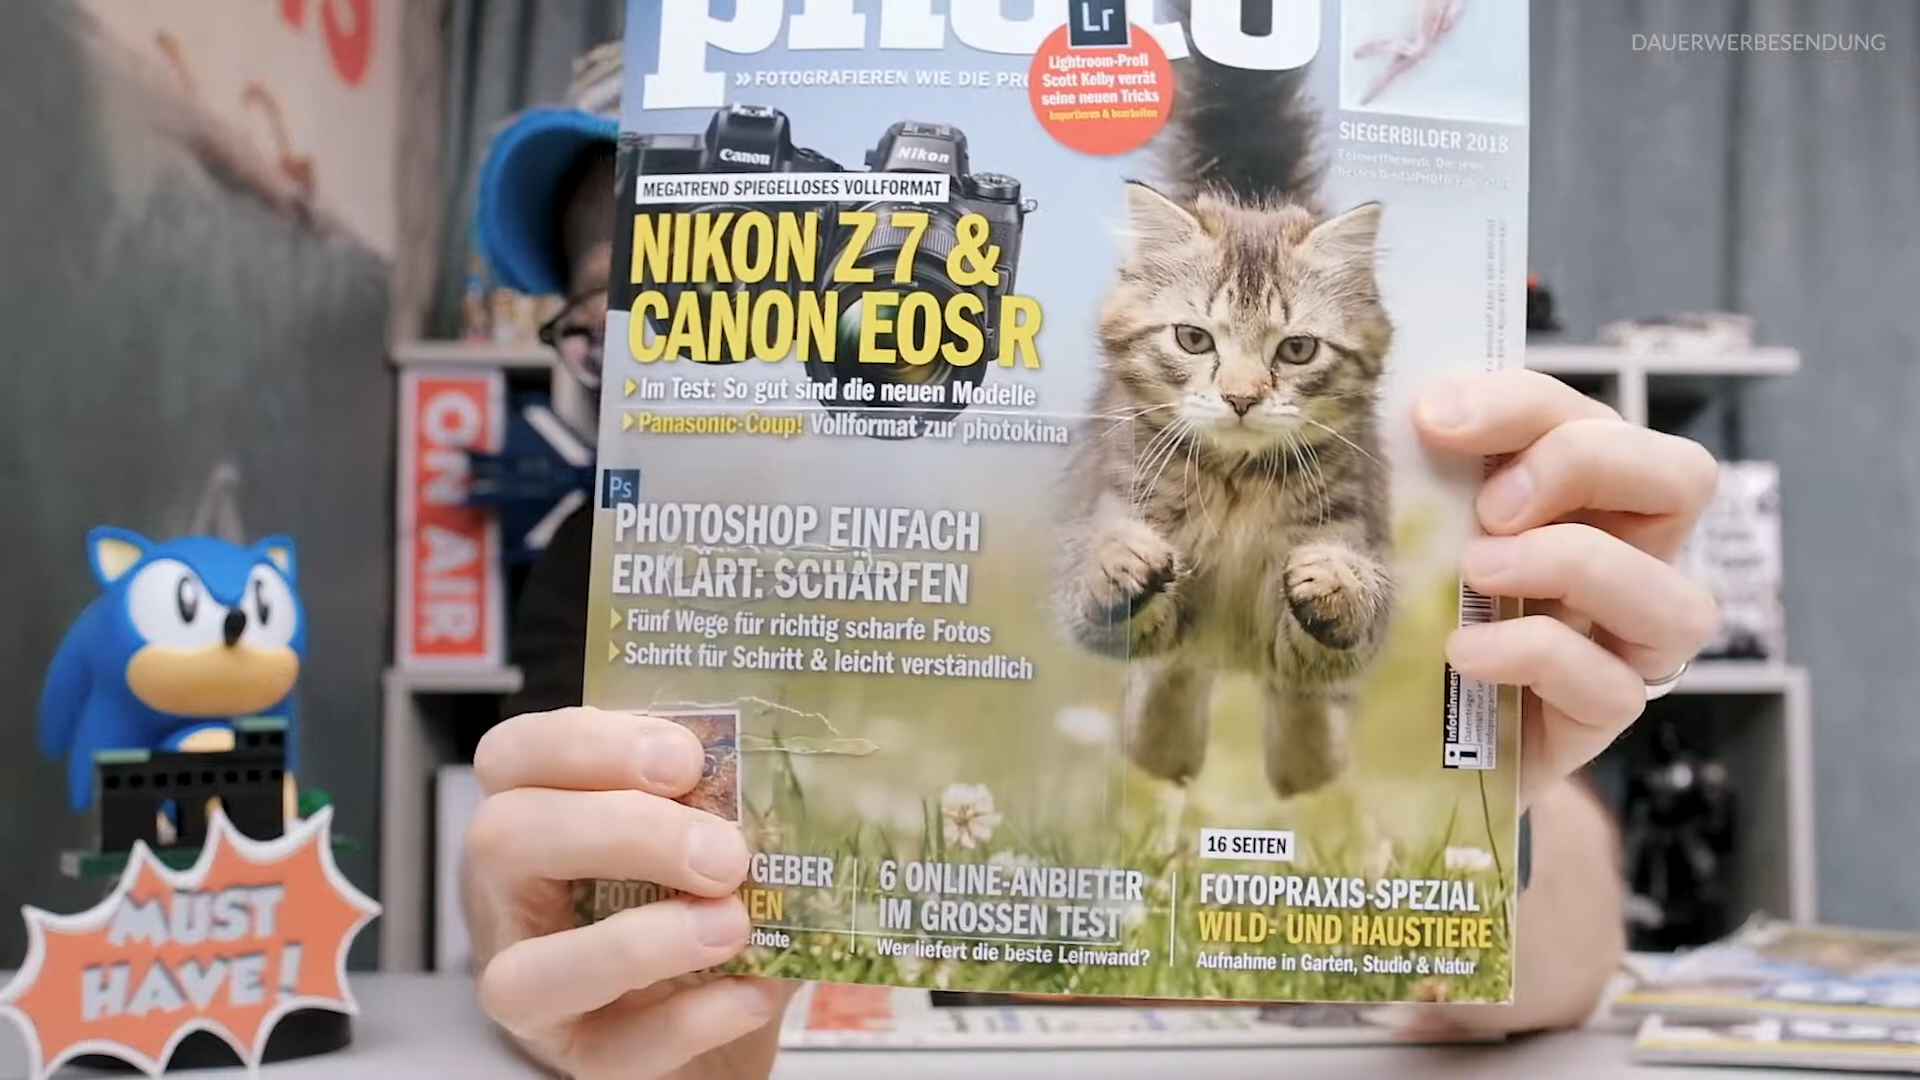 DAUERWERBESENDUNG
photo
» FOTOGRAFIEREN WIE DIE
Lr
Lightroom-Profi
Scott Kelby verrät
seine neuen Tricks
Importieren & bearbeiten
SIEGERBILDER 2018
Canon
Nikon
MEGATREND SPIEGELLOSES VOLLFORMAT
NIKON Z 7 &
CANON EOS R
Im Test: So gut sind die neuen Modelle
Panasonic-Coup! Vollformat zur photokina
Ps
PHOTOSHOP EINFACH
ERKLÄRT: SCHÄRFEN
Fünf Wege für richtig scharfe Fotos
Schritt für Schritt & leicht verständlich
ON AIR
MUST
HAVE!
6 ONLINE-ANBIETER
IM GROSSEN TEST
Wer liefert die beste Leinwand?
16 SEITEN
FOTOPRAXIS-SPEZIAL
WILD- UND HAUSTIERE
Aufnahme in Garten, Studio & Natur